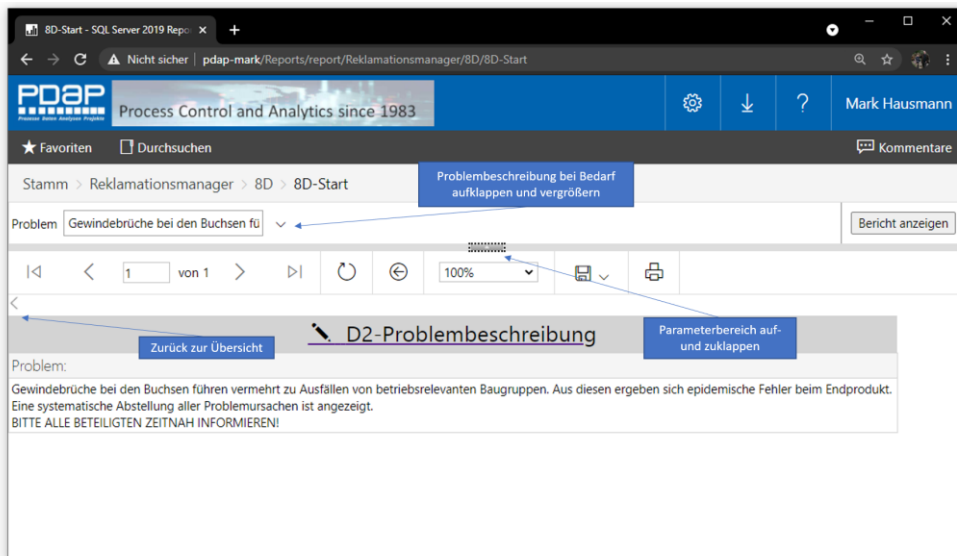 8D-Start - SQL Server 2019 Repo
Nicht sicher | pdap-mark/Reports/report/Reklamationsmanager/8D/8D-Start
PDAP
Prozess Daten Analysen Projekte
Process Control and Analytics since 1983
Mark Hausmann
Favoriten Durchsuchen Kommentare
Stamm > Reklamationsmanager > 8D > 8D-Start
Problembeschreibung bei Bedarf
aufklappen und vergrößern
Problem Gewindebrüche bei den Buchsen fü Bericht anzeigen
1 von 1 100%
D2-Problembeschreibung
Zurück zur Übersicht
Parameterbereich auf-
und zuklappen
Problem:
Gewindebrüche bei den Buchsen führen vermehrt zu Ausfällen von betriebsrelevanten Baugruppen. Aus diesen ergeben sich epidemische Fehler beim Endprodukt.
Eine systematische Abstellung aller Problemursachen ist angezeigt.
BITTE ALLE BETEILIGTEN ZEITNAH INFORMIEREN!